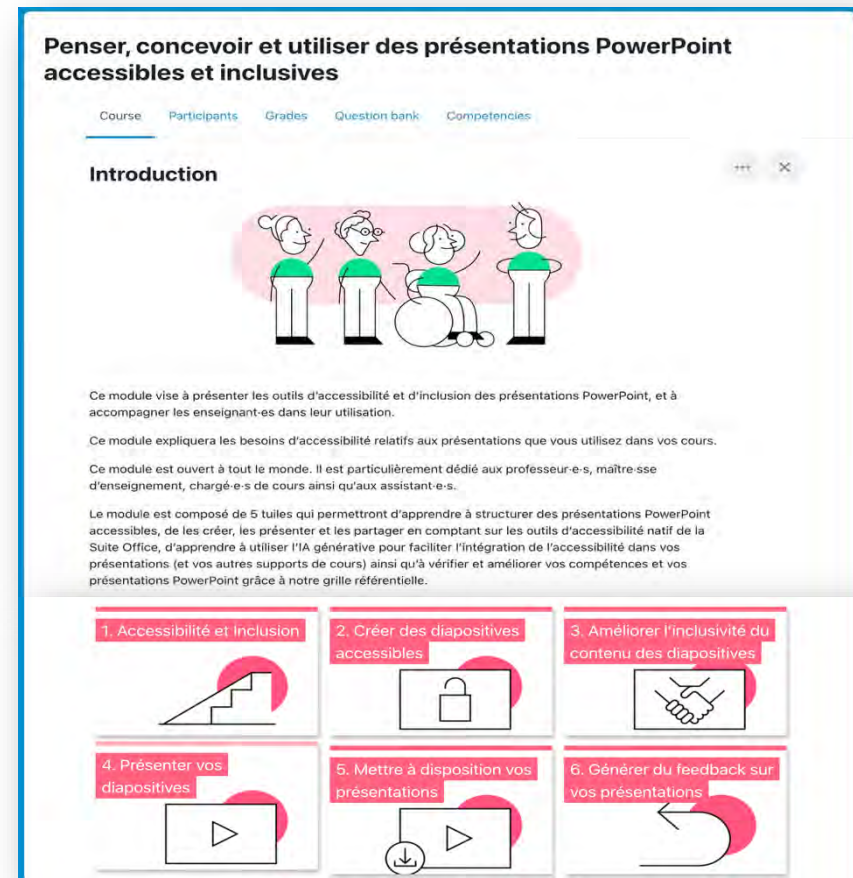 Penser, concevoir et utiliser des présentations PowerPoint
accessibles et inclusives
Course Participants Grades Question bank Competencies
Introduction
Ce module vise à présenter les outils d'accessibilité et d'inclusion des présentations PowerPoint, et à
accompagner les enseignant·es dans leur utilisation.
Ce module expliquera les besoins d'accessibilité relatifs aux présentations que vous utilisez dans vos cours.
Ce module est ouvert à tout le monde. Il est particulièrement dédié aux professeur·e·s, maître·sse
d'enseignement, chargé·e·s de cours ainsi qu'aux assistant·e·s.
Le module est composé de 5 tuiles qui permettront d'apprendre à structurer des présentations PowerPoint
accessibles, de les créer, les présenter et les partager en comptant sur les outils d'accessibilité natif de la
Suite Office, d'apprendre à utiliser l'IA générative pour faciliter l'intégration de l'accessibilité dans vos
présentations (et vos autres supports de cours) ainsi qu'à vérifier et améliorer vos compétences et vos
présentations PowerPoint grâce à notre grille référentielle.
1. Accessibilité et Inclusion
2. Créer des diapositives
accessibles
3. Améliorer l'inclusivité du
contenu des diapositives
4. Présenter vos
diapositives
5. Mettre à disposition vos
présentations
6. Générer du feedback sur
vos présentations